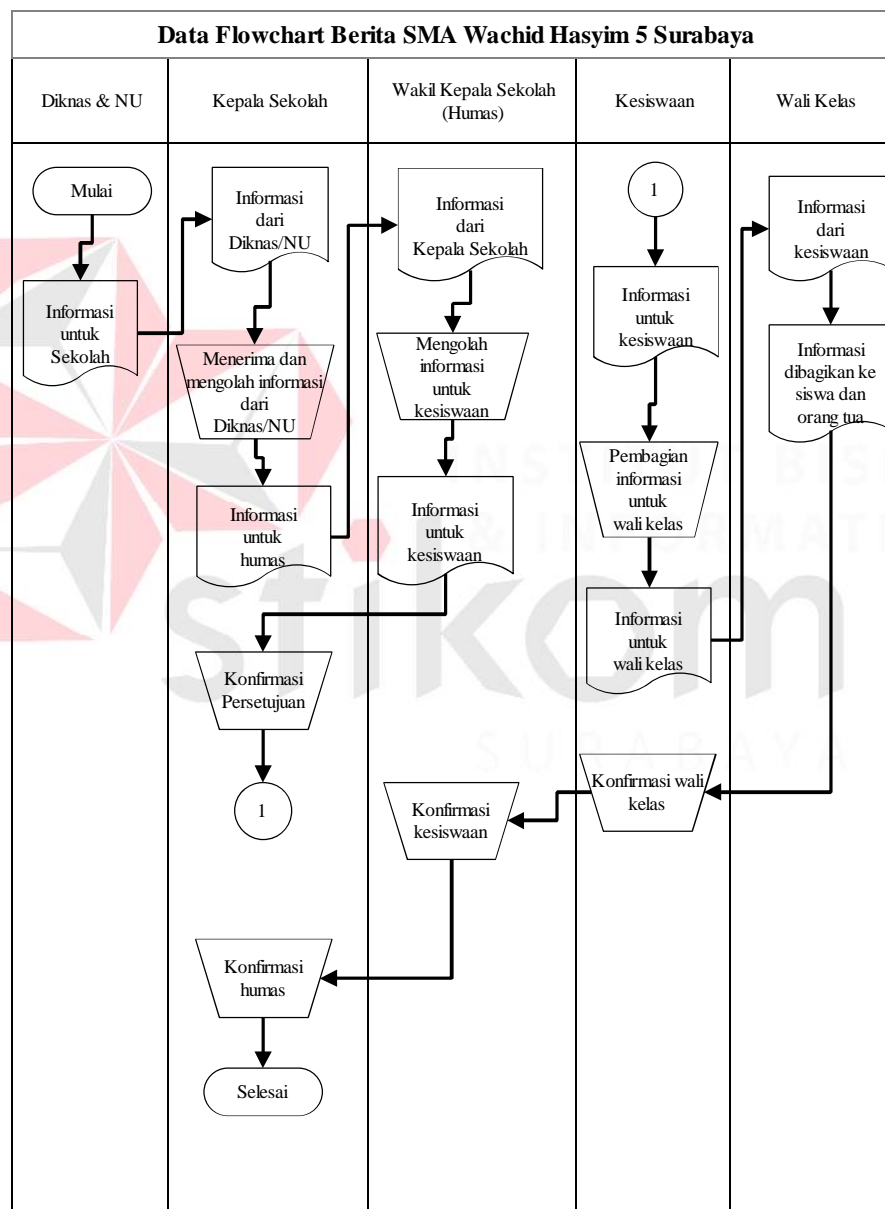 Data Flowchart Berita SMA Wachid Hasyim 5 Surabaya
Diknas & NU
Kepala Sekolah
Wakil Kepala Sekolah
(Humas)
Kesiswaan
Wali Kelas
Mulai
Informasi
untuk
Sekolah
Informasi
dari
Diknas/NU
Menerima dan
mengolah informasi
dari
Diknas/NU
Informasi
untuk
humas
Informasi
dari
Kepala Sekolah
Mengolah
informasi
untuk
kesiswaan
Informasi
untuk
kesiswaan
Konfirmasi
Persetujuan
1
1
Informasi
untuk
kesiswaan
Pembagian
informasi
untuk
wali kelas
Informasi
untuk
wali kelas
Informasi
dari
kesiswaan
Informasi
dibagikan ke
siswa dan
orang tua
Konfirmasi wali
kelas
Konfirmasi
kesiswaan
Konfirmasi
humas
Selesai
stikom
SURABAYA